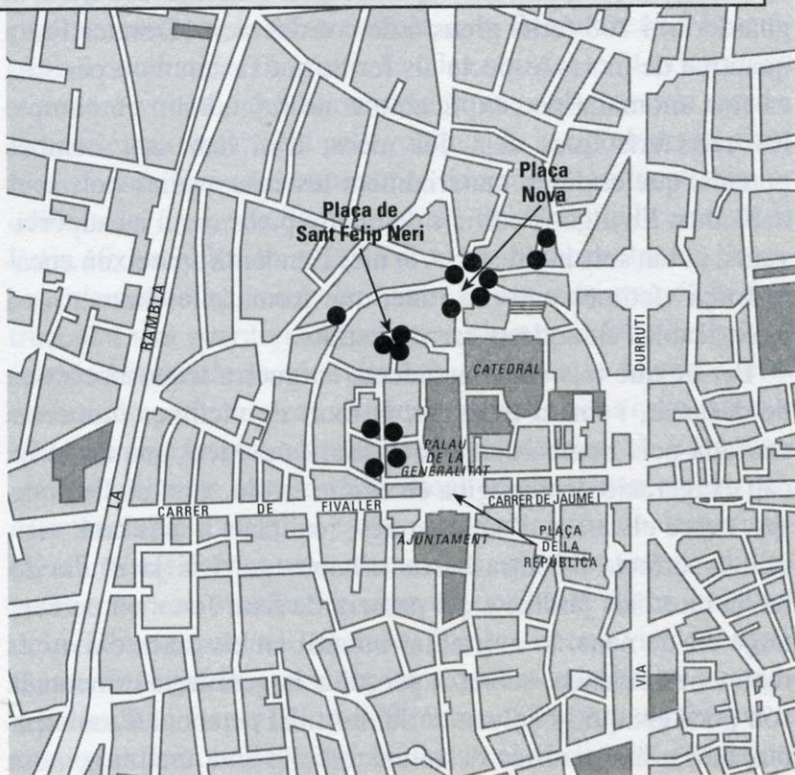 Plaça
Nova
Plaça de
Sant Felip Neri
LA RAMBLA
VIA DURRUTI
CATEDRAL
PALAU
DE LA
GENERALITAT
CARRER DE FIVALLER
CARRER DE JAUME I
AJUNTAMENT
PLAÇA
DE LA
REPÚBLICA